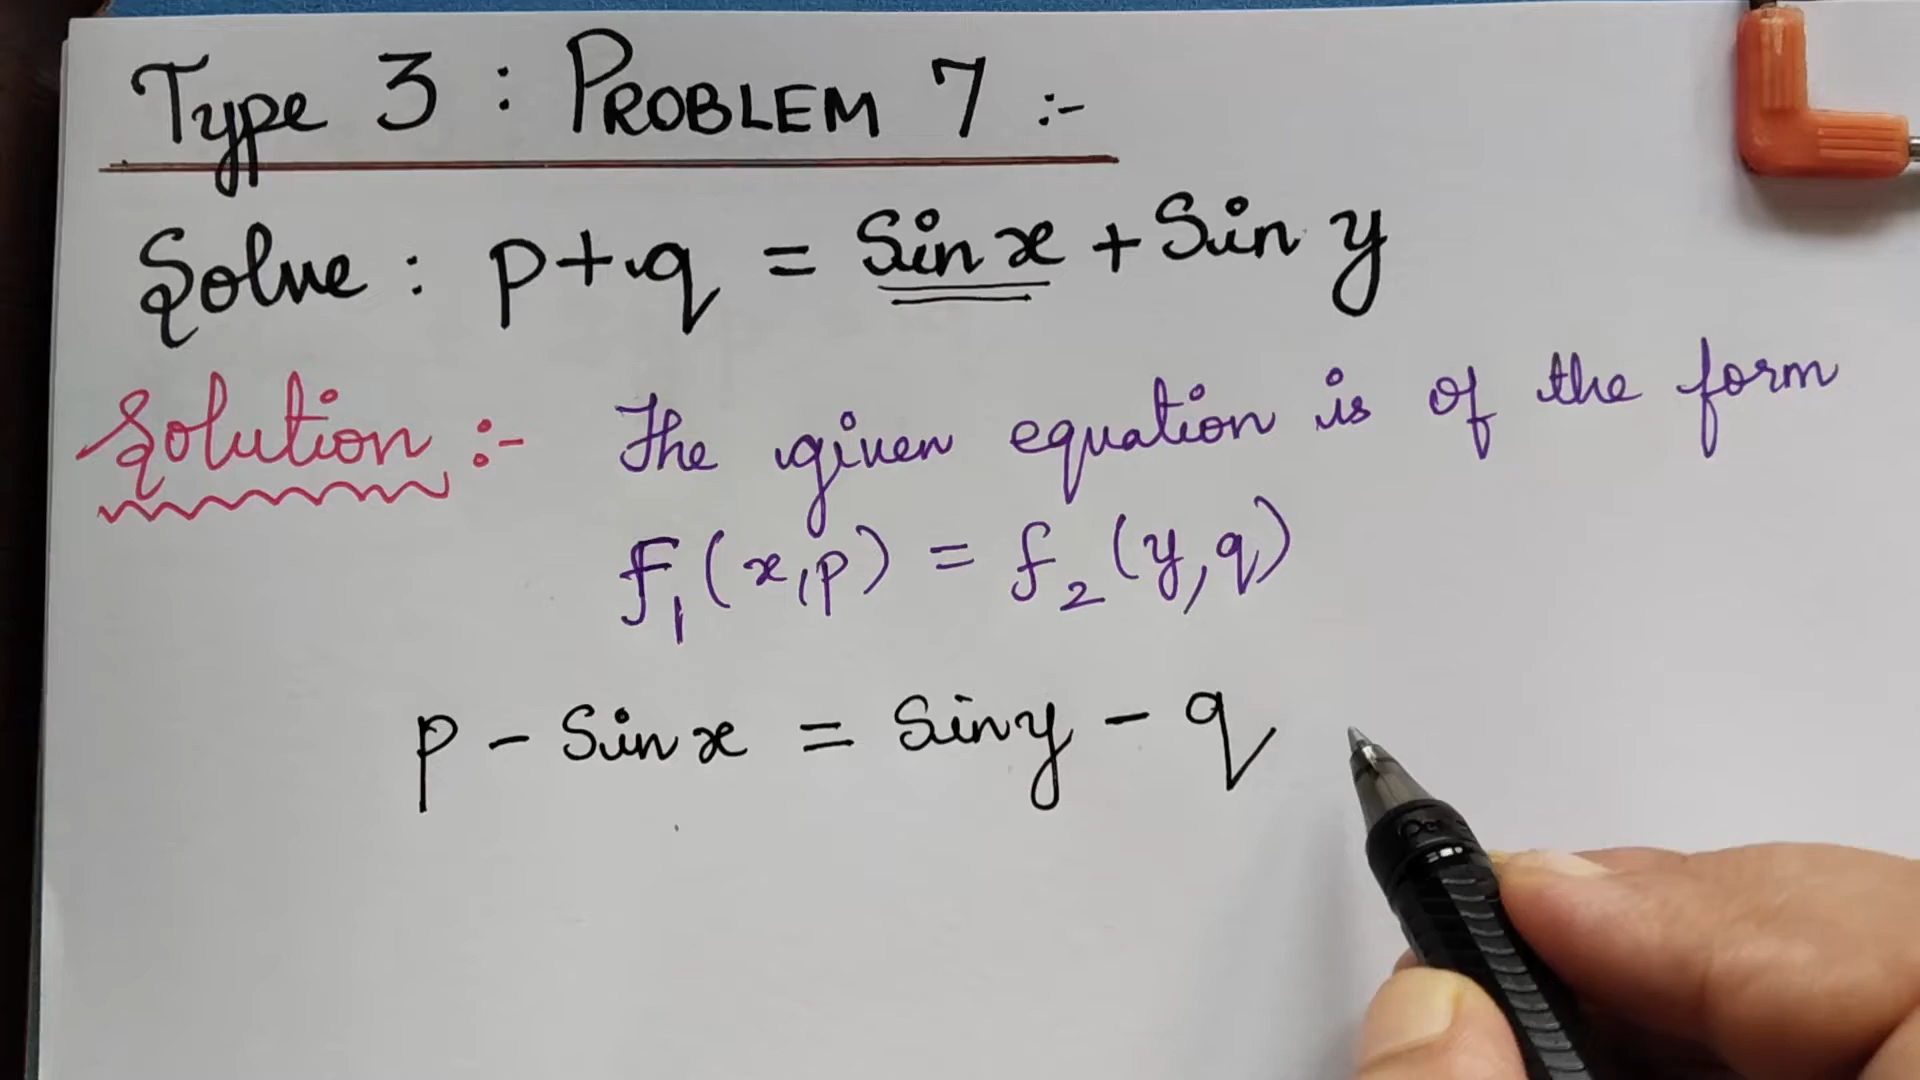 Type 3 : PROBLEM 7 :-
Solve : p+q = Sin x + Sin y
Solution :- The given equation is of the form
f₁(x,p) = f₂(y,q)
p - Sin x = Sin y - q